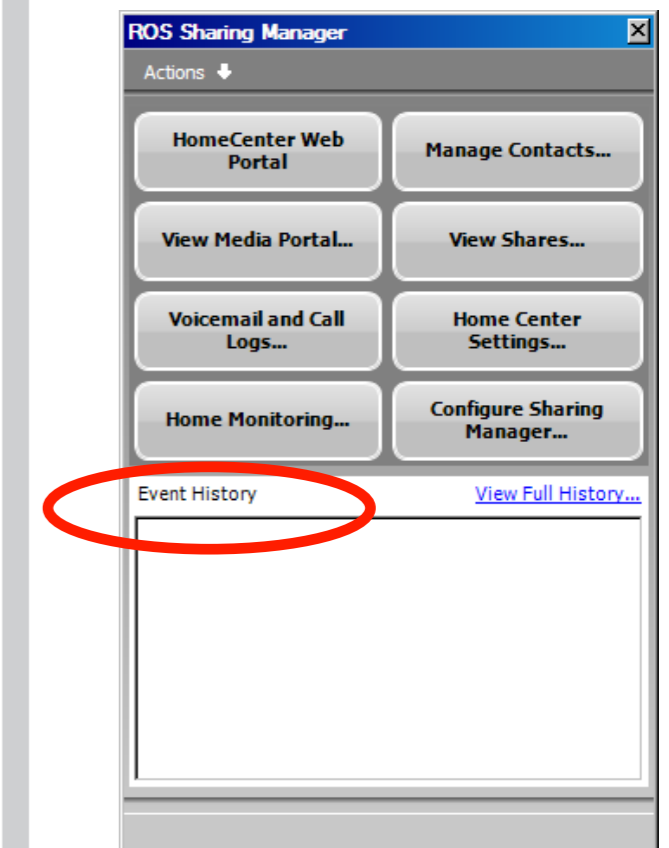 ROS Sharing Manager
Actions
HomeCenter Web
Portal
Manage Contacts...
View Media Portal...
View Shares...
Voicemail and Call
Logs...
Home Center
Settings...
Home Monitoring...
Configure Sharing
Manager...
Event History
View Full History...